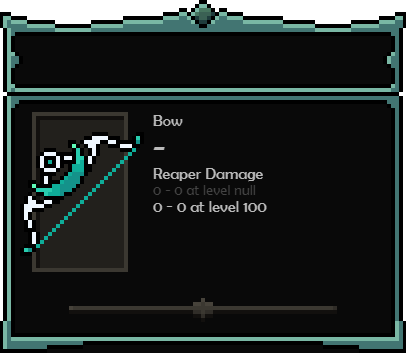 Bow
–
Reaper Damage
0 - 0 at level null
0 - 0 at level 100